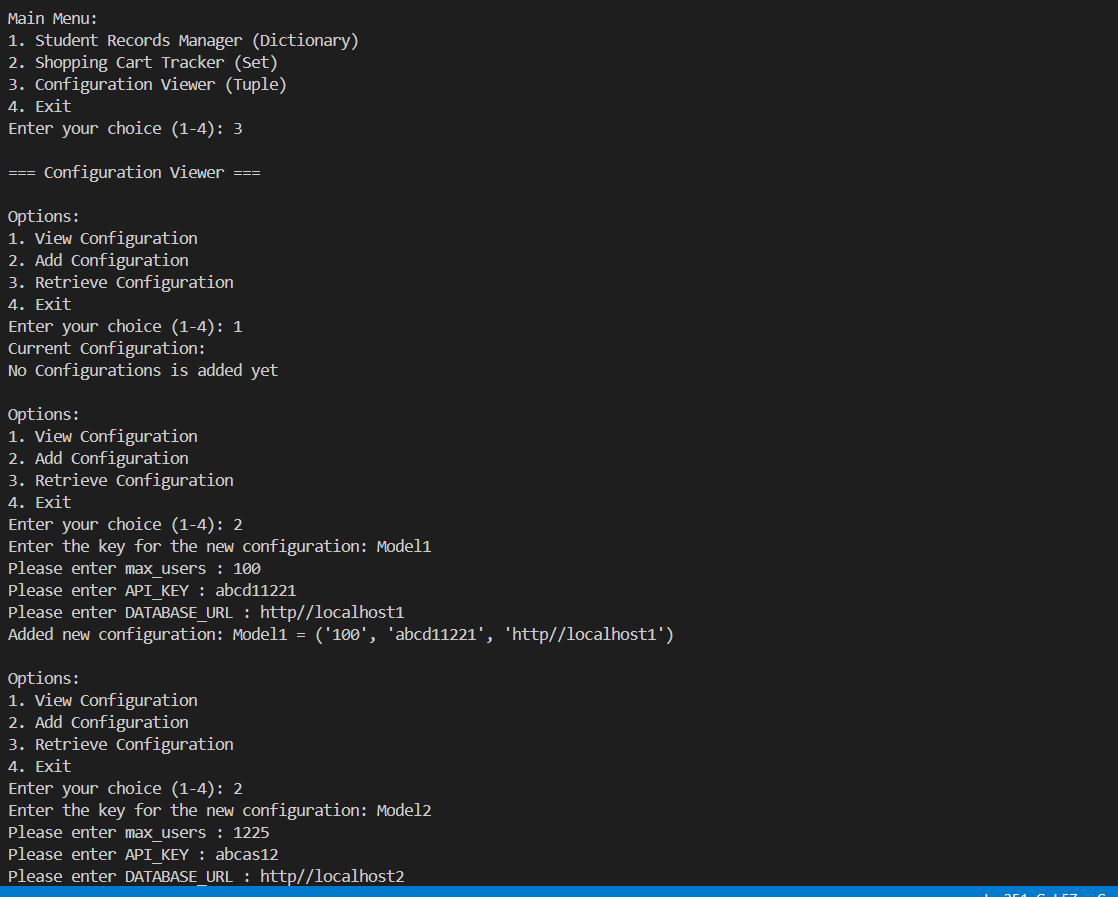 Main Menu:
1. Student Records Manager (Dictionary)
2. Shopping Cart Tracker (Set)
3. Configuration Viewer (Tuple)
4. Exit
Enter your choice (1-4): 3
=== Configuration Viewer ===
Options:
1. View Configuration
2. Add Configuration
3. Retrieve Configuration
4. Exit
Enter your choice (1-4): 1
Current Configuration:
No Configurations is added yet
Options:
1. View Configuration
2. Add Configuration
3. Retrieve Configuration
4. Exit
Enter your choice (1-4): 2
Enter the key for the new configuration: Model1
Please enter max_users : 100
Please enter API_KEY : abcd11221
Please enter DATABASE_URL : http//localhost1
Added new configuration: Model1 = ('100', 'abcd11221', 'http//localhost1')
Options:
1. View Configuration
2. Add Configuration
3. Retrieve Configuration
4. Exit
Enter your choice (1-4): 2
Enter the key for the new configuration: Model2
Please enter max_users : 1225
Please enter API_KEY : abcas12
Please enter DATABASE_URL : http//localhost2